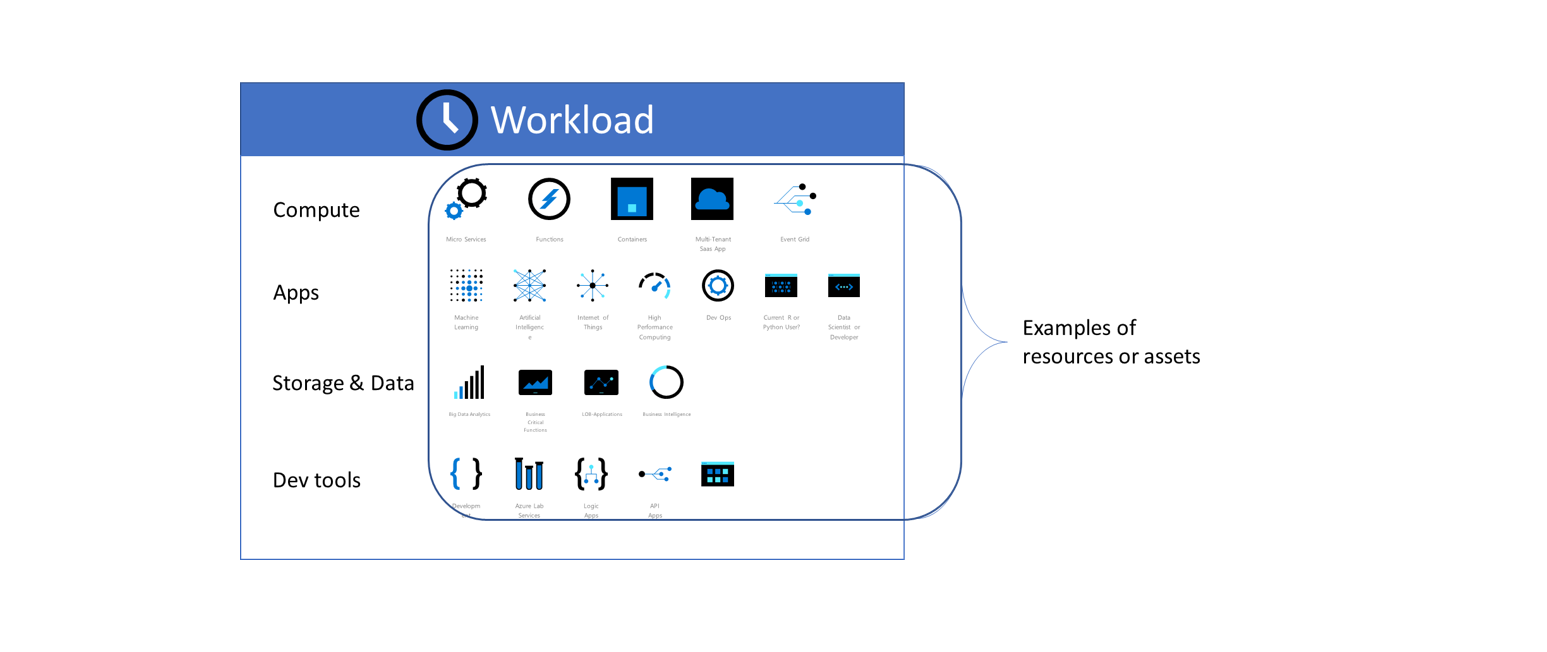 Workload
Compute
Micro Services
Functions
Containers
Multi-Tenant
Saas App
Event Grid
Apps
Machine
Learning
Artificial
Intelligenc
e
Internet of
Things
High
Performance
Computing
Dev Ops
Current R or
Python User?
Data
Scientist or
Developer
Examples of
resources or assets
Storage & Data
Big Data Analytics
Business
Critical
Functions
LOB Applications
Business Intelligence
Dev tools
Developm
ent
Azure Lab
Services
Logic
Apps
API
Apps